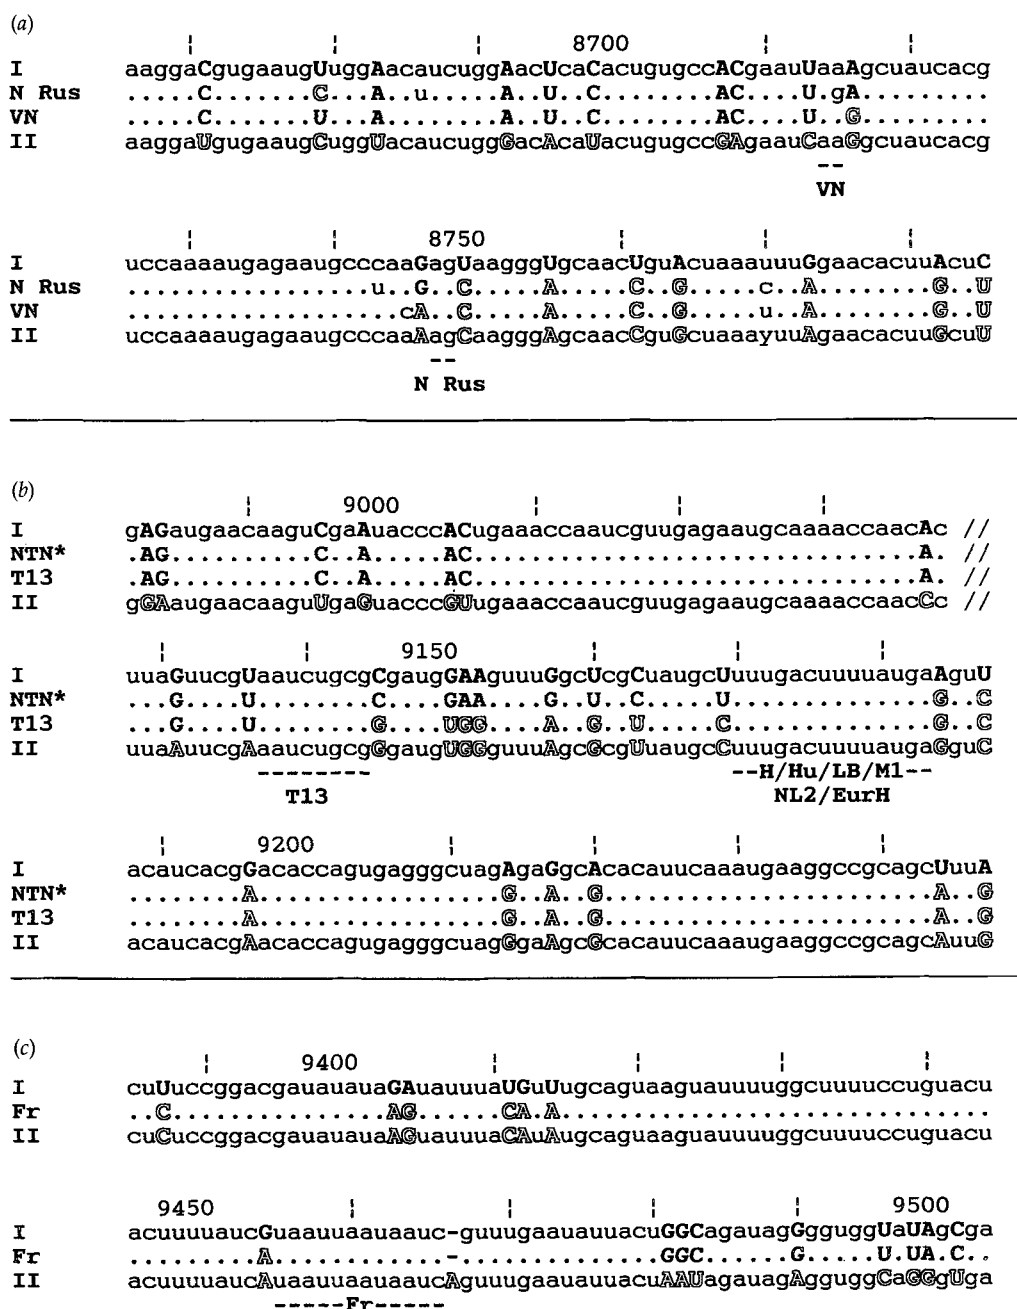 (a)
8700
I aaggaCgugaaugUuggAacaucuggAacUcaCacugugccACgaauUaaAgcuaucacg
N Rus .....C.......C...A..u.....A..U..C........AC....U.gA.........
VN .....C.......U...A........A..U..C........AC....U..G.........
II aaggaUgugaaugCuggUacaucuggGacAcaUacugugccGAgaauCaaGgcuaucacg
--
VN
8750
I uccaaaaugagaaugcccaaGagUaagggUgcaacUguAcuaaauuuGgaacacuuAcuC
N Rus .................u..G..C.....A.....C..G.....c..A........G..U
VN ...................cA..C.....A.....C..G.....u..A........G..U
II uccaaaaugagaaugcccaaAagCaagggAgcaacCguGcuaaayuuAgaacacuuGcuU
--
N Rus
(b)
9000
I gAGaugaacaaguCgaAuacccACugaaaccaaucguugagaaugcaaaaccaacAc //
NTN* .AG..........C..A.....AC...............................A. //
T13 .AG..........C..A.....AC...............................A. //
II gGAaugaacaaguUgaGuacccGUugaaaccaaucguugagaaugcaaaaccaacCc //
9150
I uuaGuucgUaaucugcgCgaugGAAguuuGgcUcgCuaugcUuuugacuuuuaugaAguU
NTN* ...G....U........C....GAA....G..U..C.....U..............G..C
T13 ...G....U........G....UGG....A..G..U.....C..............G..C
II uuaAuucgAaaucugcgGgaugUGGguuuAgcGcgUuaugcCuuugacuuuuaugaGguC
-------- --H/Hu/LB/M1--
T13 NL2/EurH
9200
I acaucacgGacaccagugagggcuagAgaGgcAcacauucaaaugaaggccgcagcUuuA
NTN* ........A.................G..A..G.......................A..G
T13 ........A.................G..A..G.......................A..G
II acaucacgAacaccagugagggcuagGgaAgcGcacauucaaaugaaggccgcagcAuuG
(c)
9400
I cuUuccggacgauauauaGAuauuuaUGuUugcaguaaguauuuuuggcuuuuccuguacu
Fr ..C...............AG......CA.A..............................
II cuCuccggacgauauauaAGuauuuaCAuAugcaguaaguauuuuuggcuuuuccuguacu
9450 9500
I acuuuuaucGuaauuaauaauc-guuugaauauuacuGGCagauagGgguggUaUAgCga
Fr .........A............-..............GGC......G.....U.UA.C..
II acuuuuaucAuaauuaauaaucAguuugaauauuacuAAUagauagAgguggCaGGgUga
-----Fr-----